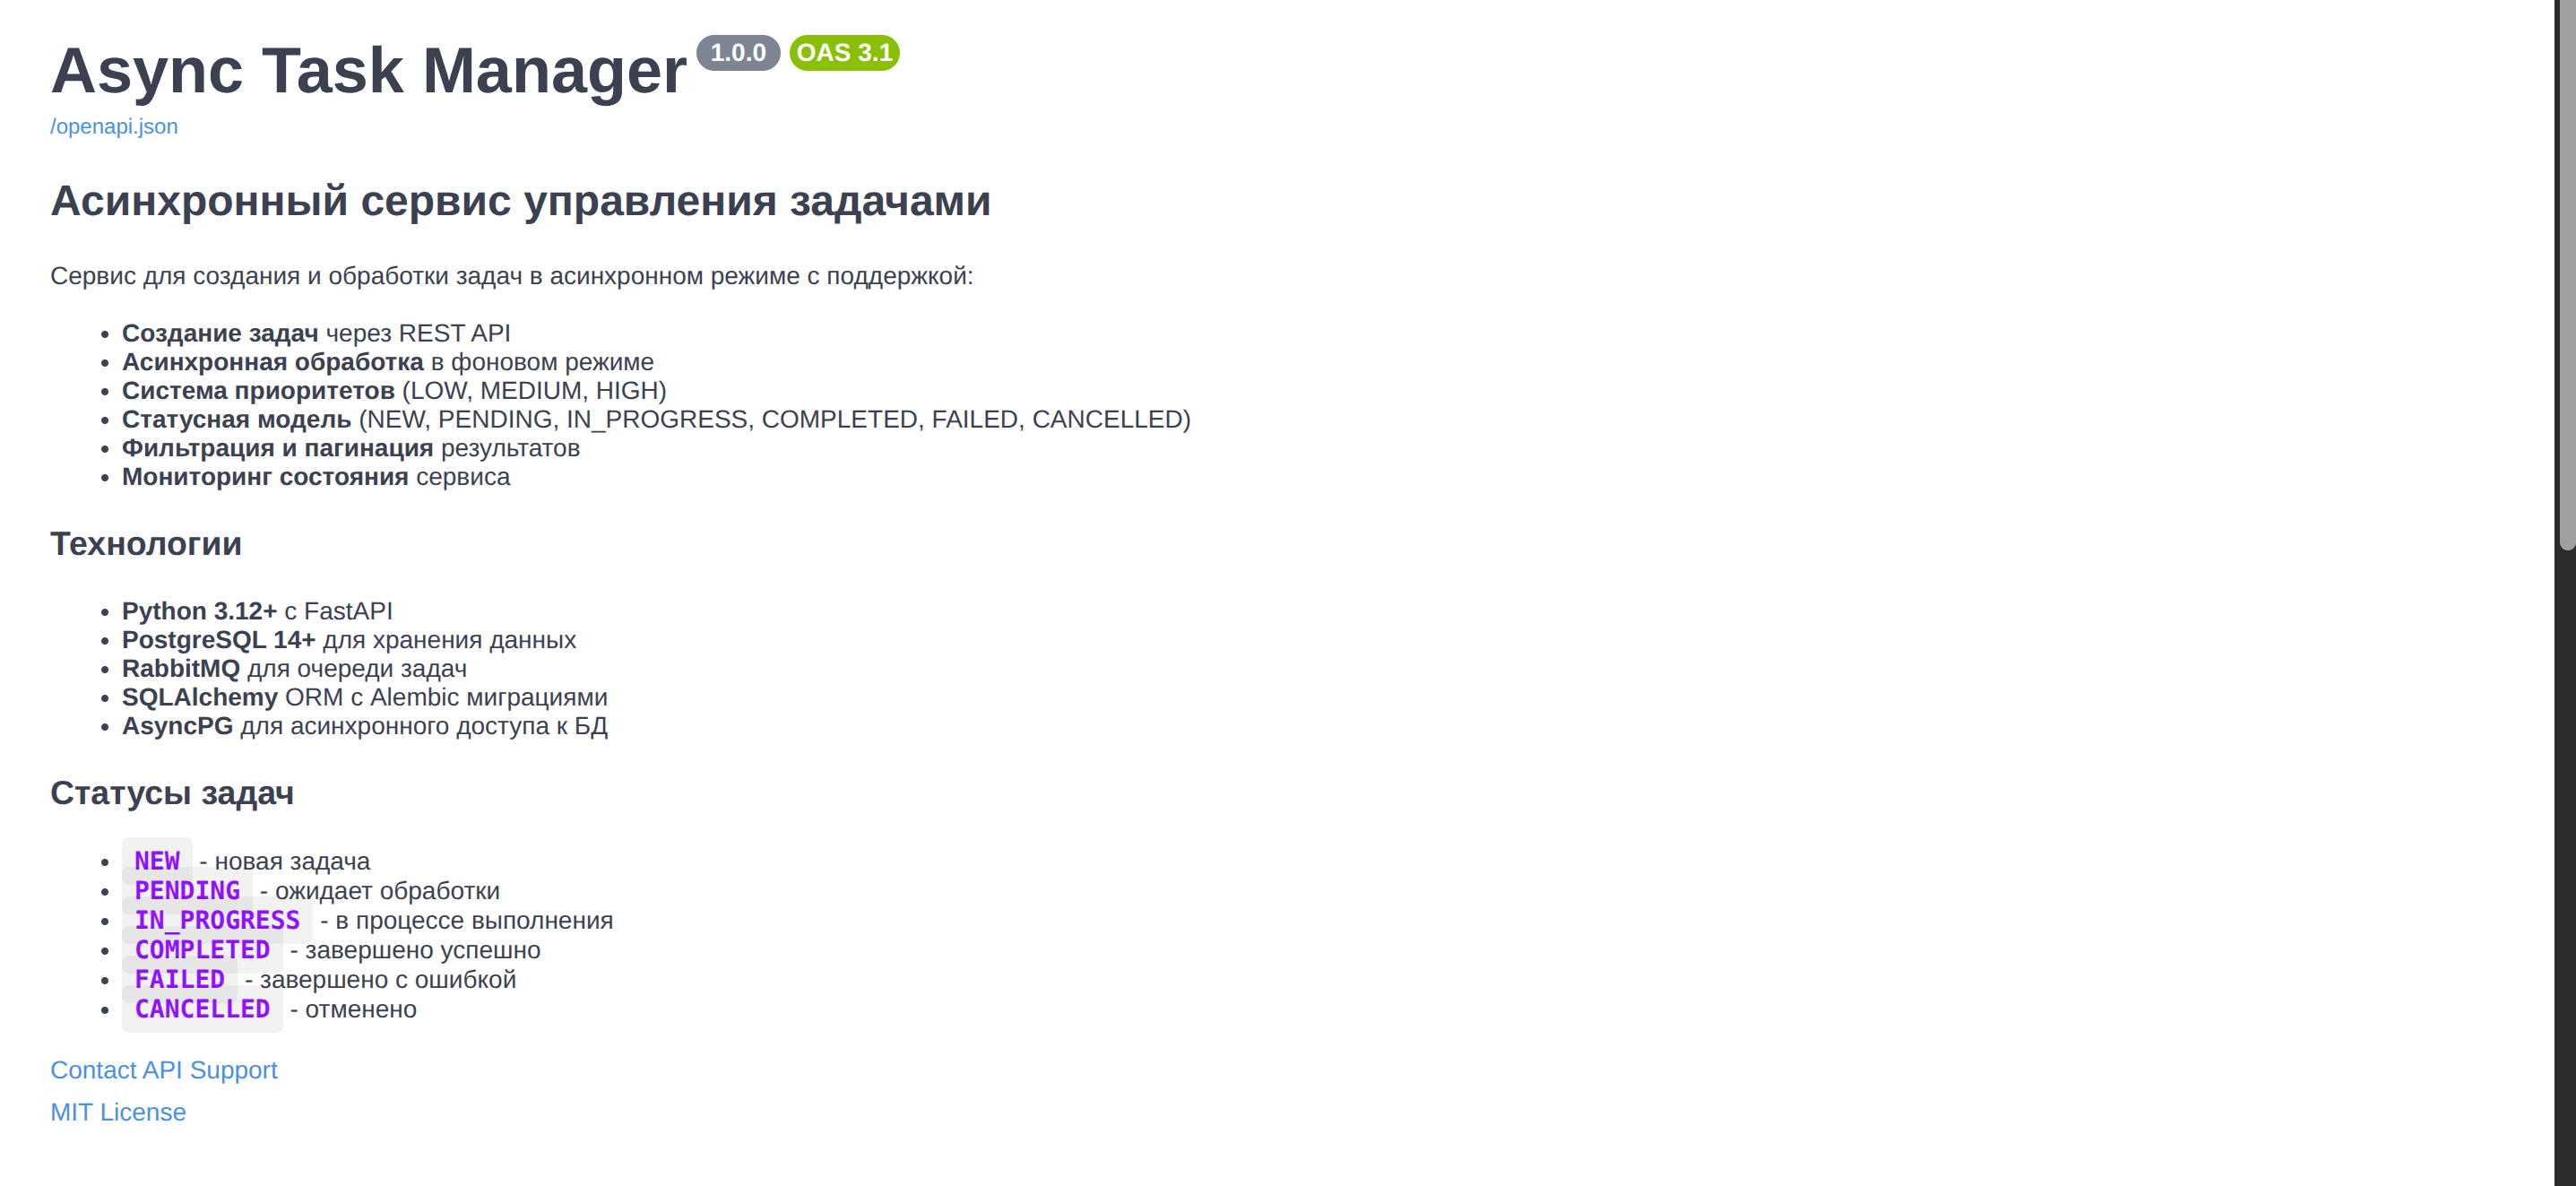 Async Task Manager 1.0.0 OAS 3.1
/openapi.json
Асинхронный сервис управления задачами
Сервис для создания и обработки задач в асинхронном режиме с поддержкой:
Создание задач через REST API
Асинхронная обработка в фоновом режиме
Система приоритетов (LOW, MEDIUM, HIGH)
Статусная модель (NEW, PENDING, IN_PROGRESS, COMPLETED, FAILED, CANCELLED)
Фильтрация и пагинация результатов
Мониторинг состояния сервиса
Технологии
Python 3.12+ с FastAPI
PostgreSQL 14+ для хранения данных
RabbitMQ для очереди задач
SQLAlchemy ORM с Alembic миграциями
AsyncPG для асинхронного доступа к БД
Статусы задач
NEW - новая задача
PENDING - ожидает обработки
IN_PROGRESS - в процессе выполнения
COMPLETED - завершено успешно
FAILED - завершено с ошибкой
CANCELLED - отменено
Contact API Support
MIT License